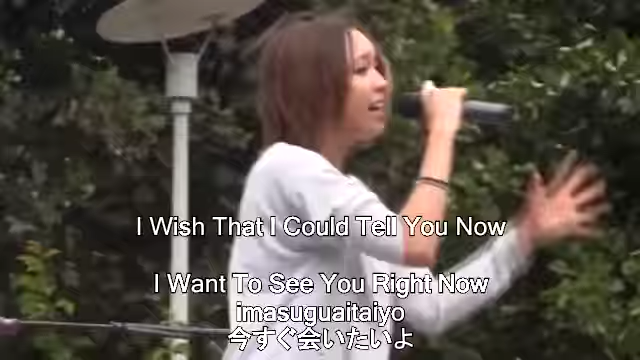 I Wish That I Could Tell You Now
I Want To See You Right Now
imasuguaitaiyo
今すぐ会いたいよ